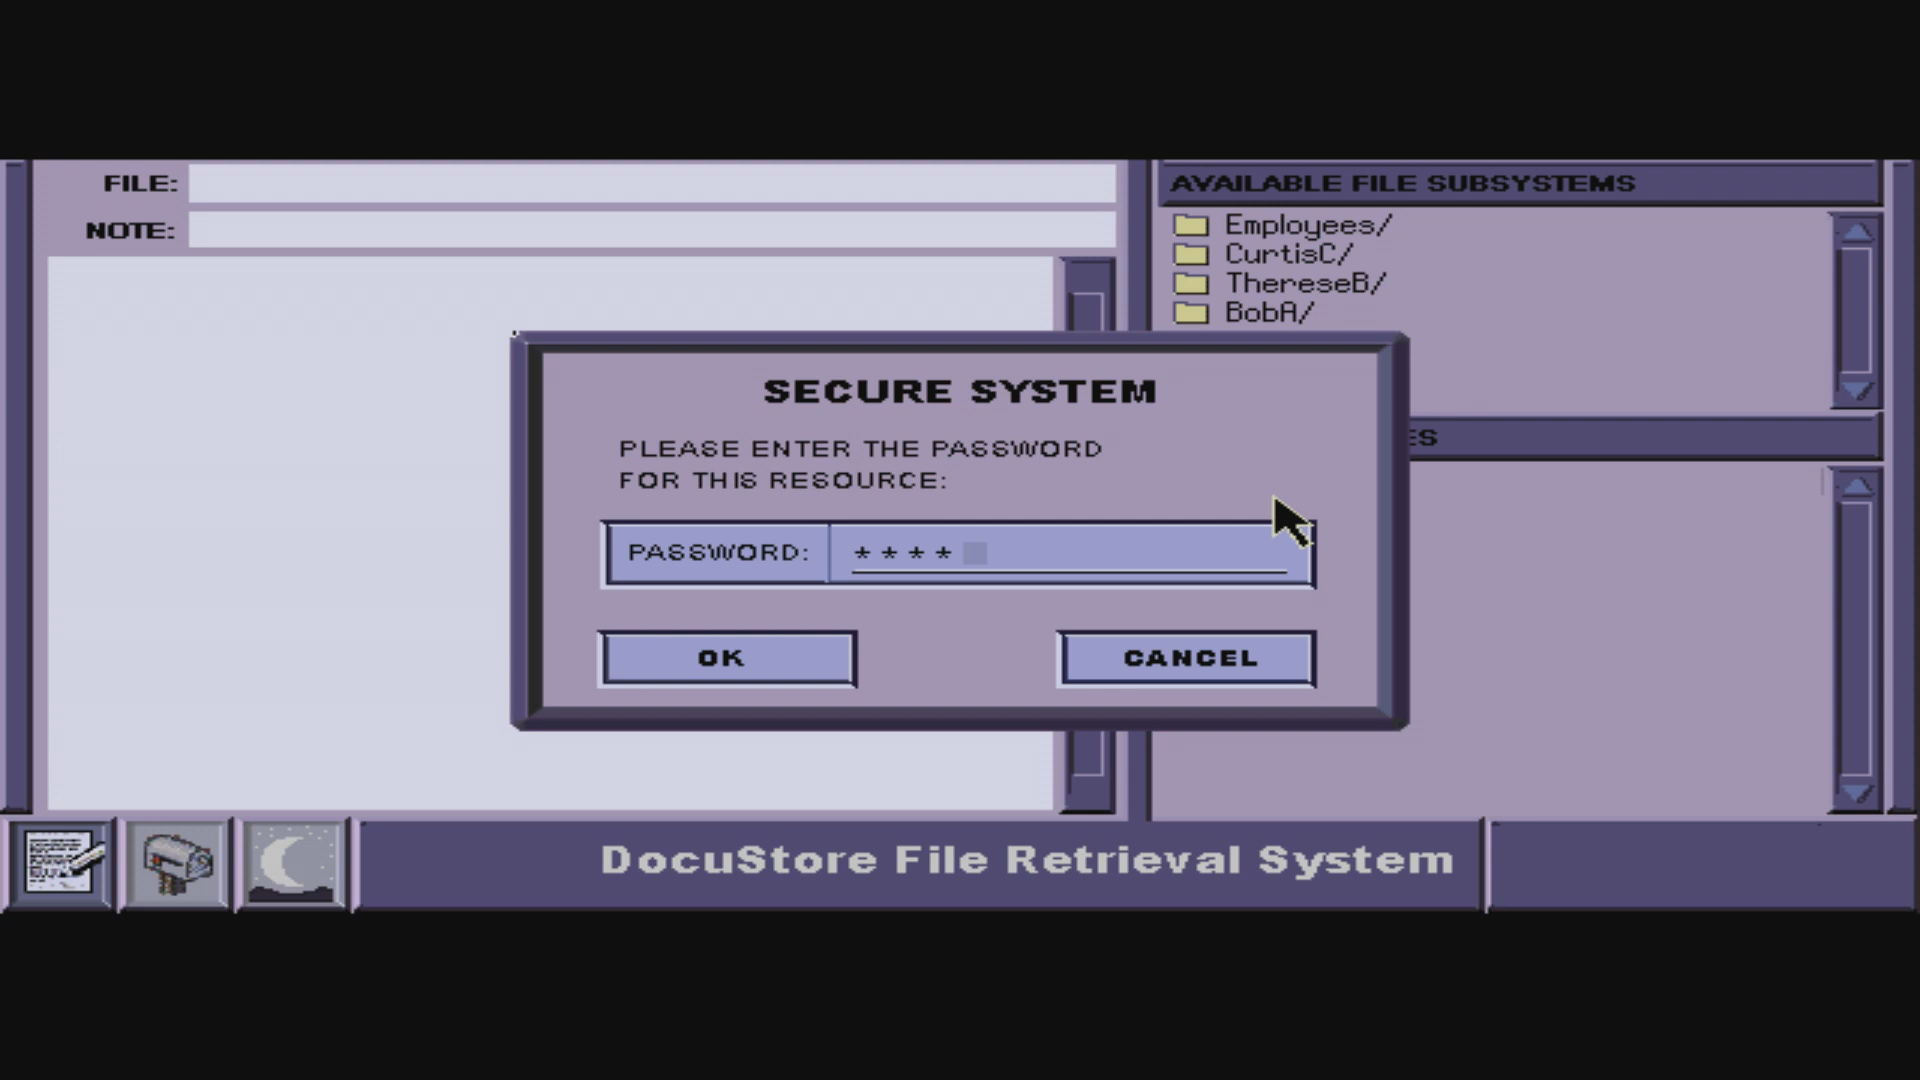 FILE:
NOTE:
AVAILABLE FILE SUBSYSTEMS
Employees/
CurtisC/
ThereseB/
BobA/
ES
SECURE SYSTEM
PLEASE ENTER THE PASSWORD
FOR THIS RESOURCE:
PASSWORD: ****
OK
CANCEL
DocuStore File Retrieval System